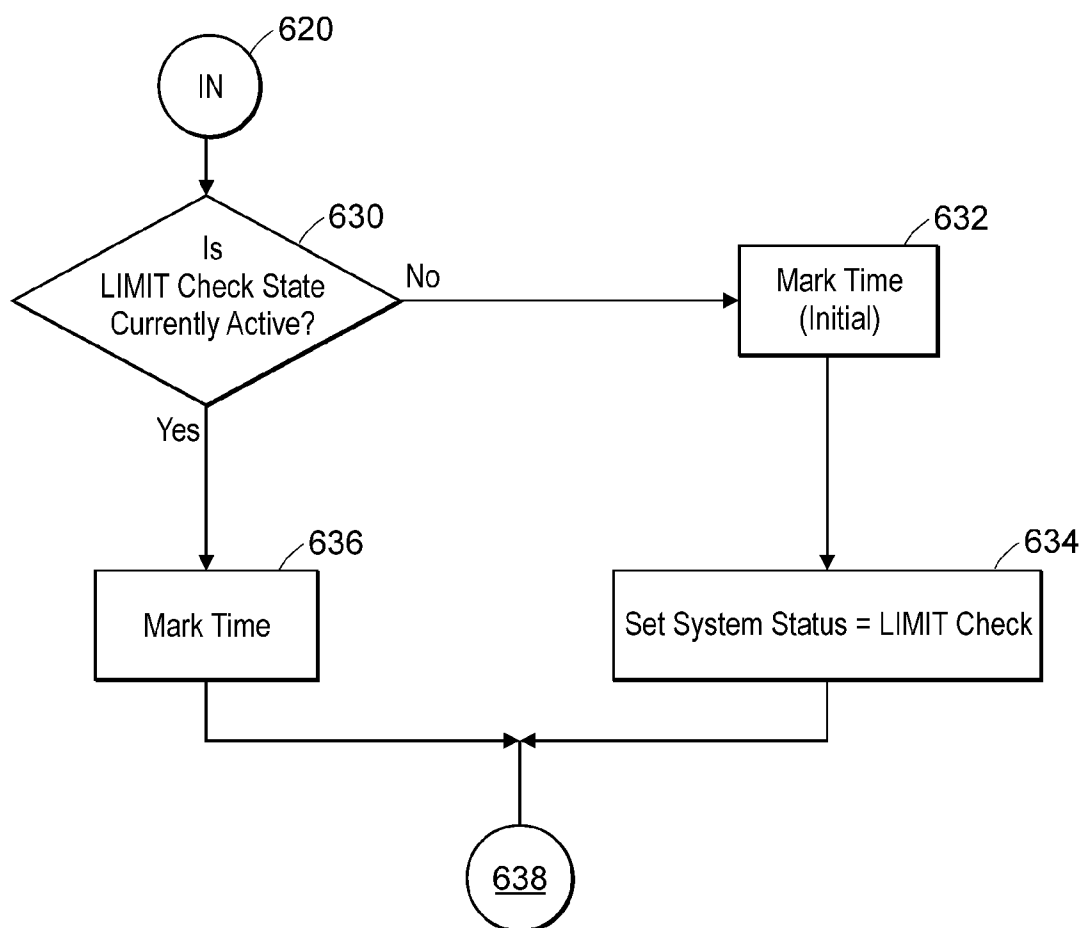 620
IN
630
Is
LIMIT Check State
Currently Active?
No
632
Mark Time
(Initial)
Yes
636
Mark Time
634
Set System Status = LIMIT Check
638